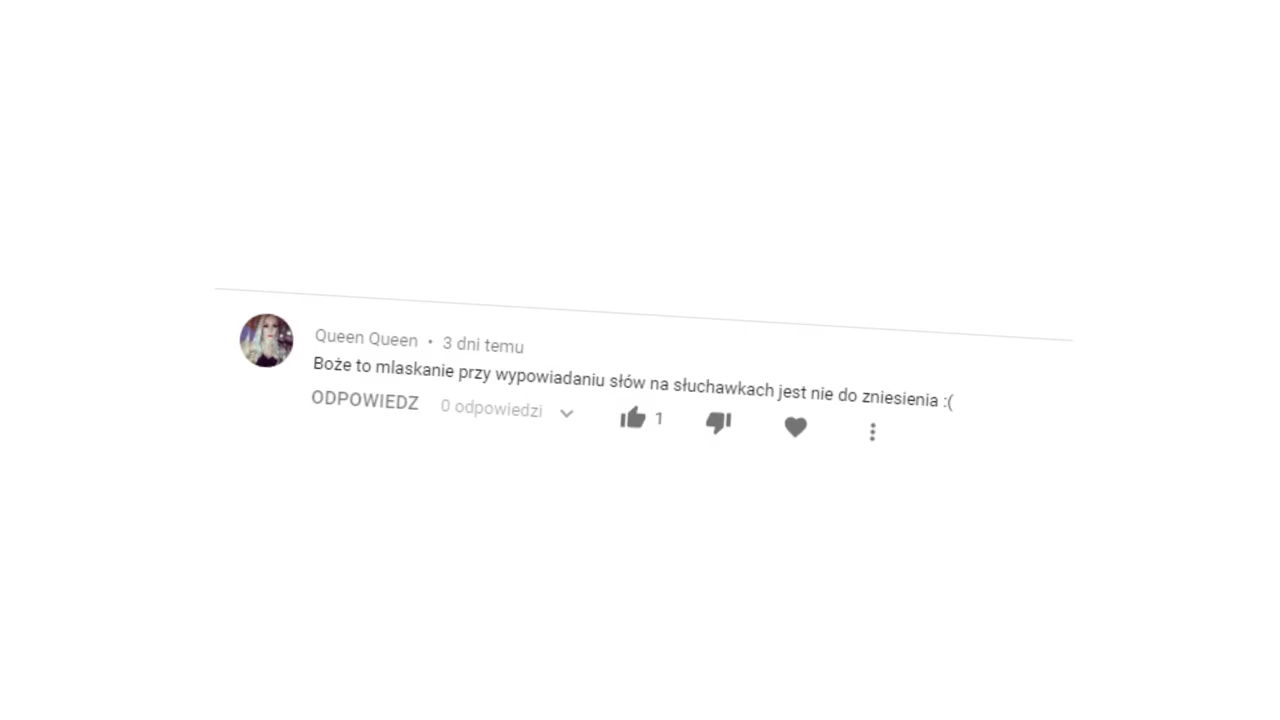 Queen Queen • 3 dni temu
Boże to mlaskanie przy wypowiadaniu słów na słuchawkach jest nie do zniesienia :(
ODPOWIEDZ 0 odpowiedzi 1